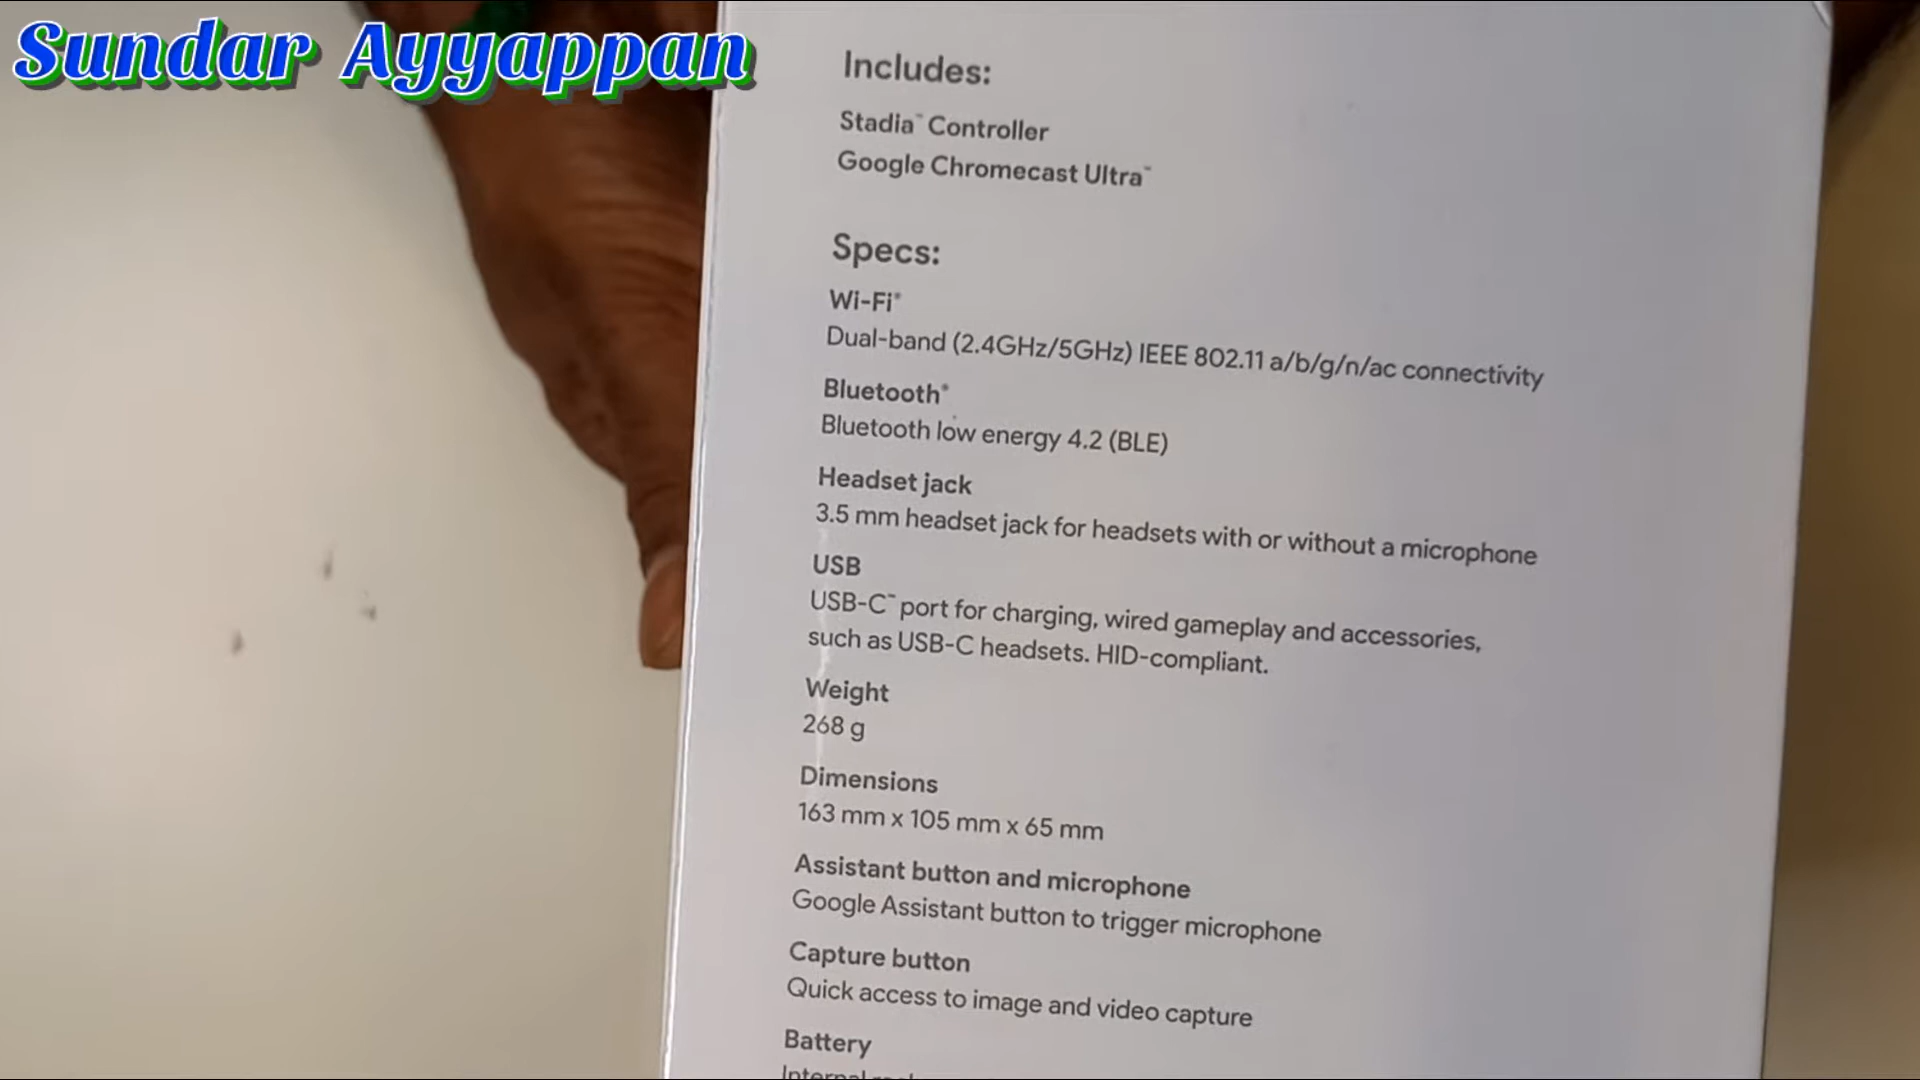 Sundar Ayyappan
Includes:
Stadia™ Controller
Google Chromecast Ultra™
Specs:
Wi-Fi®
Dual-band (2.4GHz/5GHz) IEEE 802.11 a/b/g/n/ac connectivity
Bluetooth®
Bluetooth low energy 4.2 (BLE)
Headset jack
3.5 mm headset jack for headsets with or without a microphone
USB
USB-C™ port for charging, wired gameplay and accessories,
such as USB-C headsets. HID-compliant.
Weight
268 g
Dimensions
163 mm x 105 mm x 65 mm
Assistant button and microphone
Google Assistant button to trigger microphone
Capture button
Quick access to image and video capture
Battery
Internal